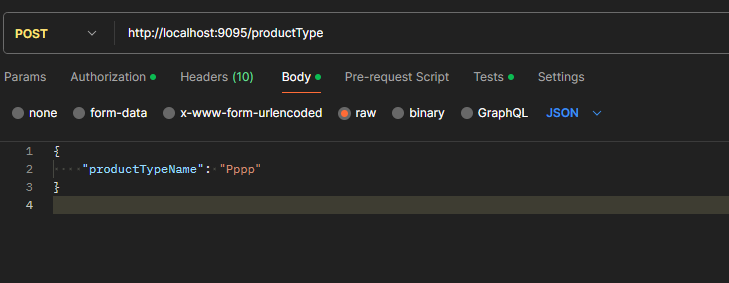 POST http://localhost:9095/productType
Params Authorization Headers (10) Body Pre-request Script Tests Settings
none form-data x-www-form-urlencoded raw binary GraphQL JSON
1 {
2 "productTypeName": "Pppp"
3 }
4